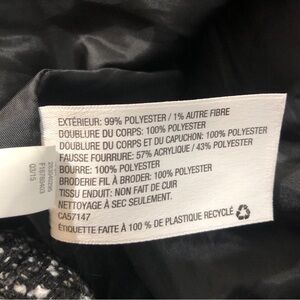 EXTÉRIEUR: 99% POLYESTER / 1% AUTRE FIBRE
DOUBLURE DU CORPS: 100% POLYESTER
DOUBLURE DU CORPS ET DU CAPUCHON: 100% POLYESTER
FAUSSE FOURRURE: 57% ACRYLIQUE / 43% POLYESTER
BOURRE: 100% POLYESTER
BRODERIE FIL À BRODER: 100% POLYESTER
TISSU ENDUIT: NON FAIT DE CUIR
NETTOYAGE À SEC SEULEMENT.
CA57147
ÉTIQUETTE FAITE À 100 % DE PLASTIQUE RECYCLÉ
03/15